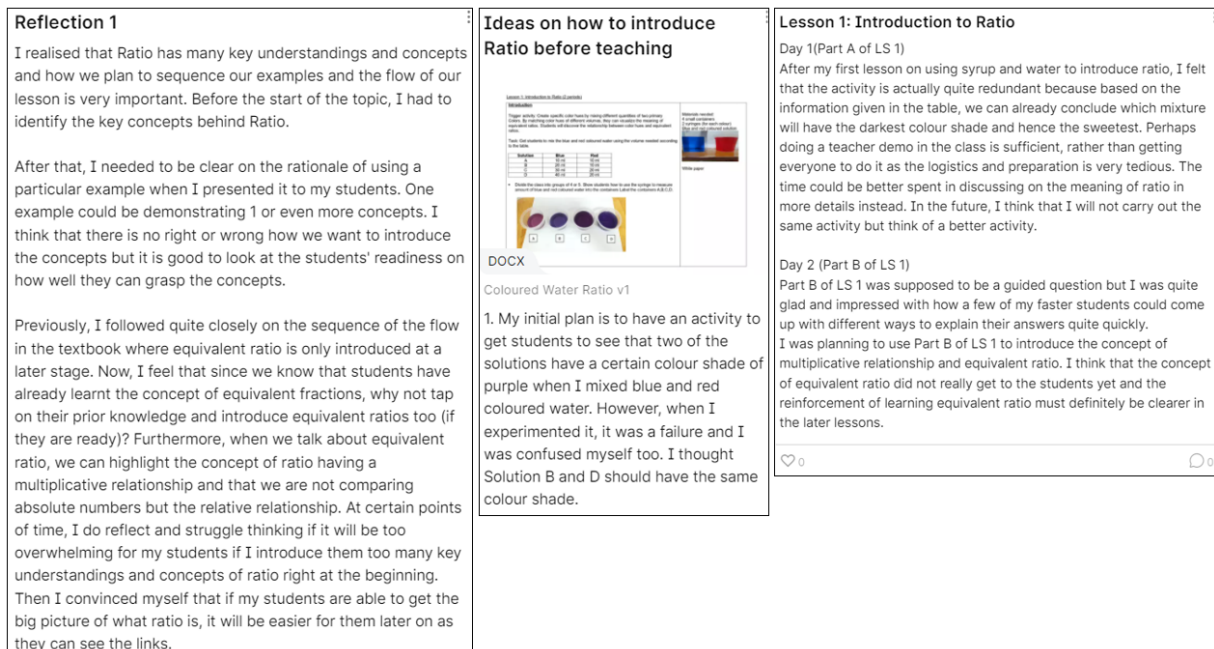 Reflection 1
I realised that Ratio has many key understandings and concepts
and how we plan to sequence our examples and the flow of our
lesson is very important. Before the start of the topic, I had to
identify the key concepts behind Ratio.
After that, I needed to be clear on the rationale of using a
particular example when I presented it to my students. One
example could be demonstrating 1 or even more concepts. I
think that there is no right or wrong how we want to introduce
the concepts but it is good to look at the students' readiness on
how well they can grasp the concepts.
Previously, I followed quite closely on the sequence of the flow
in the textbook where equivalent ratio is only introduced at a
later stage. Now, I feel that since we know that students have
already learnt the concept of equivalent fractions, why not tap
on their prior knowledge and introduce equivalent ratios too (if
they are ready)? Furthermore, when we talk about equivalent
ratio, we can highlight the concept of ratio having a
multiplicative relationship and that we are not comparing
absolute numbers but the relative relationship. At certain points
of time, I do reflect and struggle thinking if it will be too
overwhelming for my students if I introduce them too many key
understandings and concepts of ratio right at the beginning.
Then I convinced myself that if my students are able to get the
big picture of what ratio is, it will be easier for them later on as
they can see the links.
Ideas on how to introduce
Ratio before teaching
Lesson 1: Introduction to Ratio (2 periods)
Introduction
Solution Blue Red
White paper
DOCX
Coloured Water Ratio v1
1. My initial plan is to have an activity to
get students to see that two of the
solutions have a certain colour shade of
purple when I mixed blue and red
coloured water. However, when I
experimented it, it was a failure and I
was confused myself too. I thought
Solution B and D should have the same
colour shade.
Lesson 1: Introduction to Ratio
Day 1(Part A of LS 1)
After my first lesson on using syrup and water to introduce ratio, I felt
that the activity is actually quite redundant because based on the
information given in the table, we can already conclude which mixture
will have the darkest colour shade and hence the sweetest. Perhaps
doing a teacher demo in the class is sufficient, rather than getting
everyone to do it as the logistics and preparation is very tedious. The
time could be better spent in discussing on the meaning of ratio in
more details instead. In the future, I think that I will not carry out the
same activity but think of a better activity.
Day 2 (Part B of LS 1)
Part B of LS 1 was supposed to be a guided question but I was quite
glad and impressed with how a few of my faster students could come
up with different ways to explain their answers quite quickly.
I was planning to use Part B of LS 1 to introduce the concept of
multiplicative relationship and equivalent ratio. I think that the concept
of equivalent ratio did not really get to the students yet and the
reinforcement of learning equivalent ratio must definitely be clearer in
the later lessons.
0
0